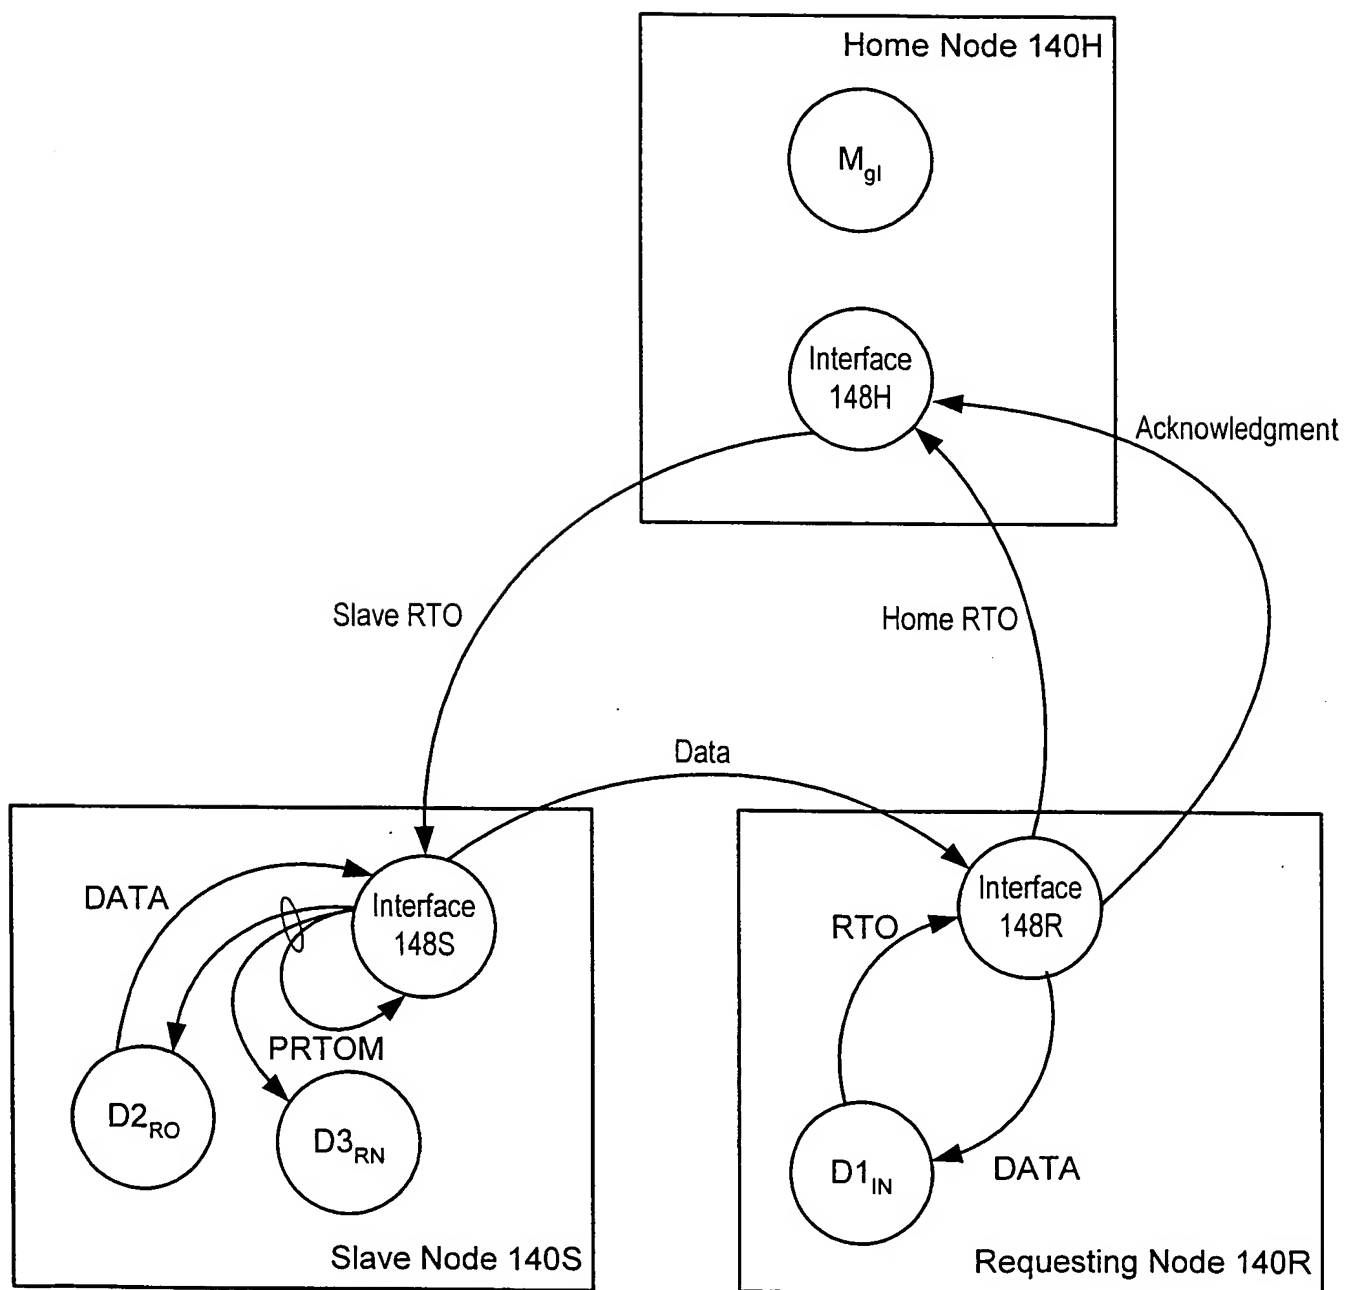 Home Node 140H
M_gI
Interface
148H
Acknowledgment
Slave RTO
Home RTO
Data
DATA
Interface
148S
PRTOM
D2_RO
D3_RN
Slave Node 140S
Interface
148R
RTO
DATA
D1_IN
Requesting Node 140R